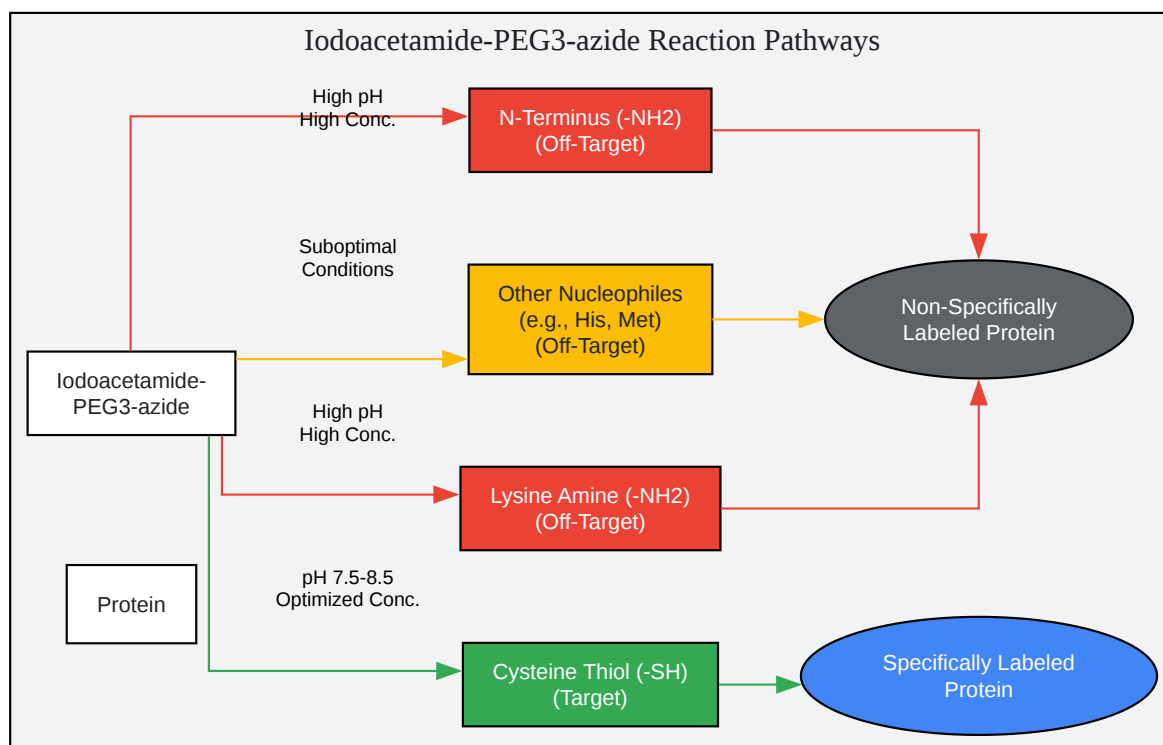 Iodoacetamide-PEG3-azide Reaction Pathways
High pH
High Conc.
N-Terminus (-NH2)
(Off-Target)
Suboptimal
Conditions
Other Nucleophiles
(e.g., His, Met)
(Off-Target)
Non-Specifically
Labeled Protein
Iodoacetamide-
PEG3-azide
High pH
High Conc.
Lysine Amine (-NH2)
(Off-Target)
Protein
pH 7.5-8.5
Optimized Conc.
Cysteine Thiol (-SH)
(Target)
Specifically Labeled
Protein